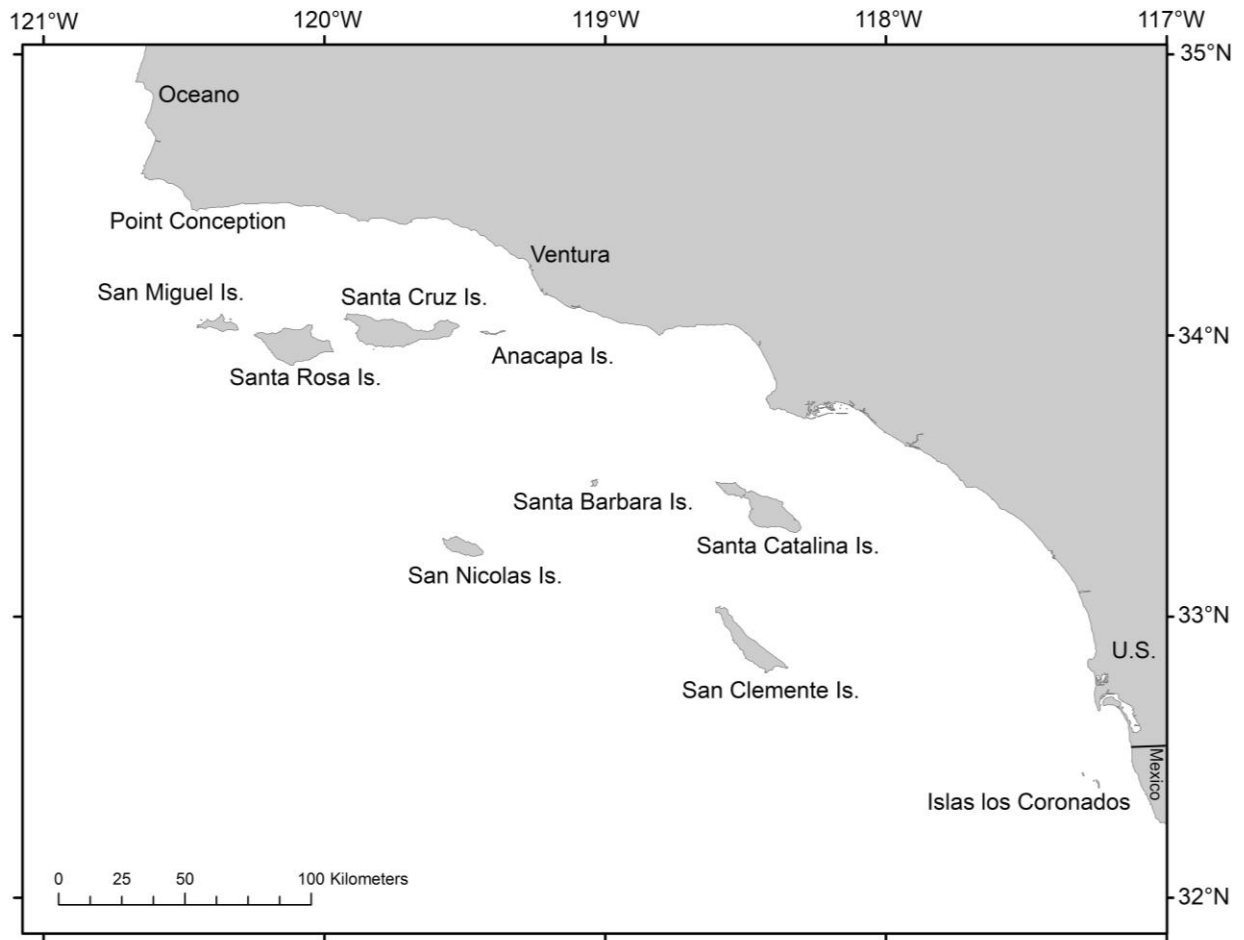 121°W 120°W 119°W 118°W 117°W
35°N
Oceano
Point Conception
Ventura
San Miguel Is.
Santa Cruz Is.
34°N
Anacapa Is.
Santa Rosa Is.
Santa Barbara Is.
Santa Catalina Is.
San Nicolas Is.
33°N
U.S.
San Clemente Is.
Mexico
Islas los Coronados
0 25 50 100 Kilometers
32°N